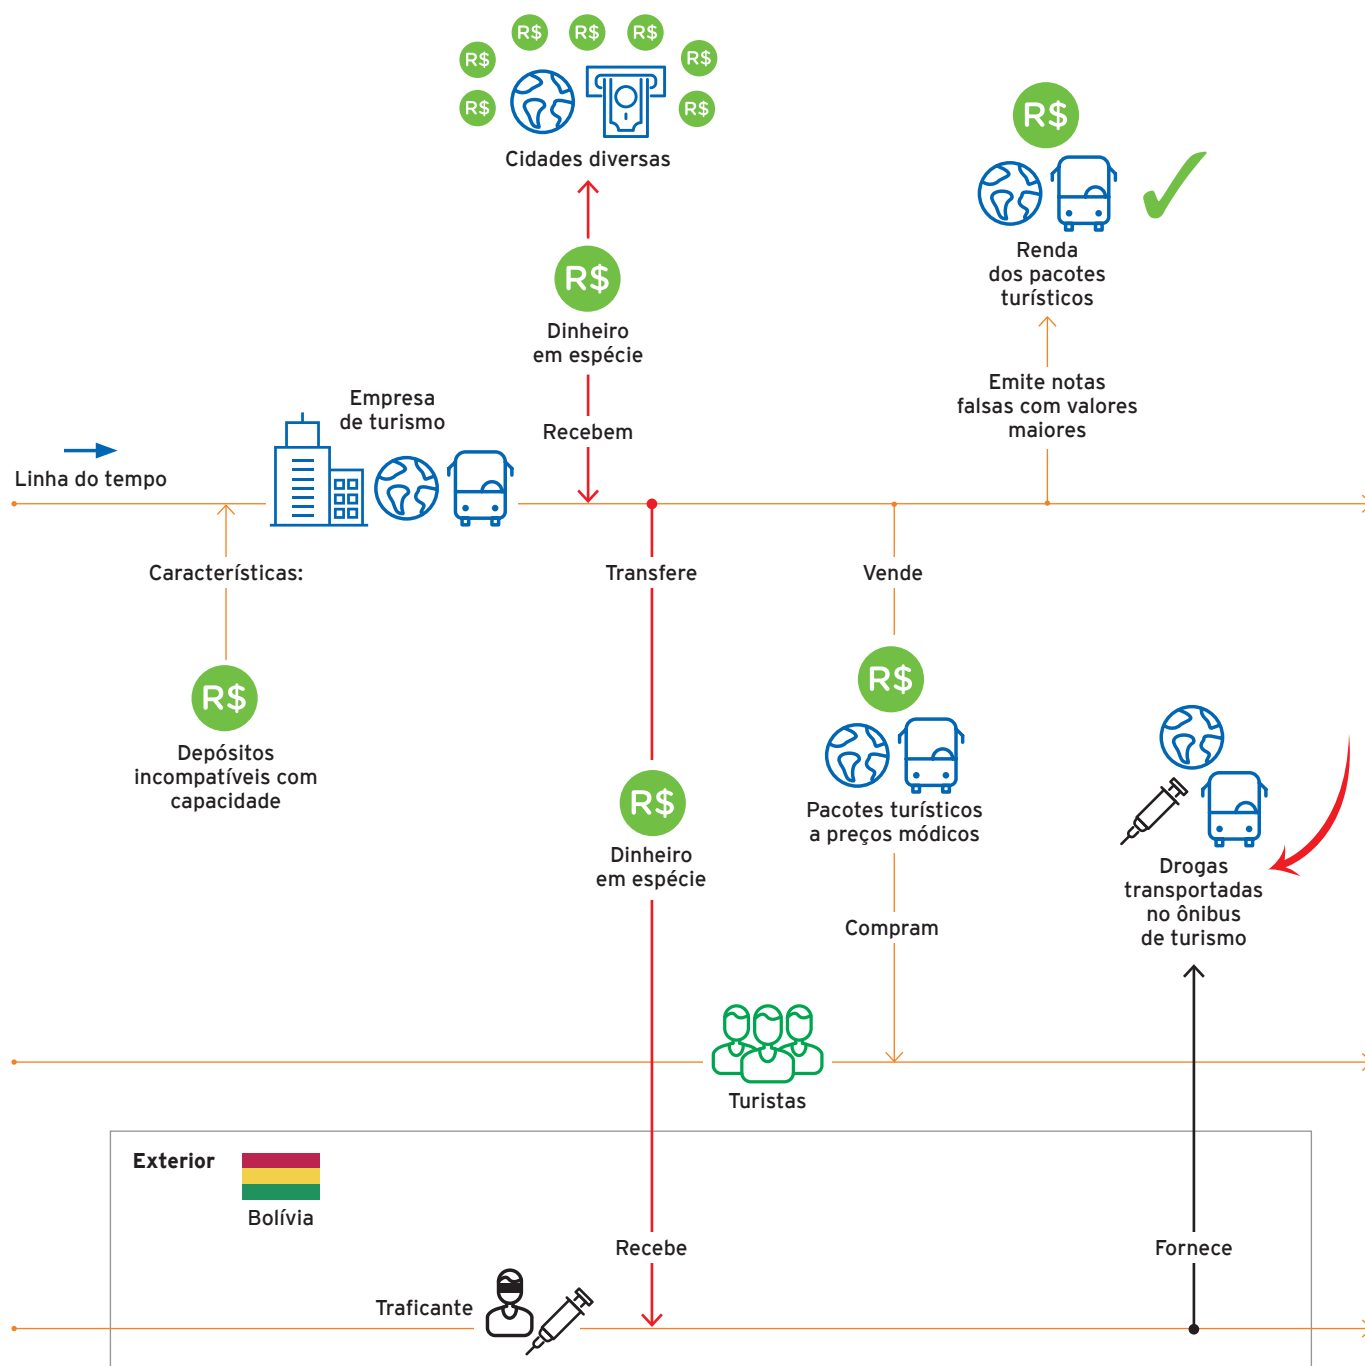 R$
R$
R$
R$
R$
R$
R$
Cidades diversas
R$
Dinheiro
em espécie
Recebem
R$
Renda
dos pacotes
turísticos
Emite notas
falsas com valores
maiores
Linha do tempo
Empresa
de turismo
Características:
R$
Depósitos
incompatíveis com
capacidade
Transfere
R$
Dinheiro
em espécie
Vende
R$
Pacotes turísticos
a preços módicos
Compram
Drogas
transportadas
no ônibus
de turismo
Turistas
Exterior
Bolívia
Recebe
Fornece
Traficante